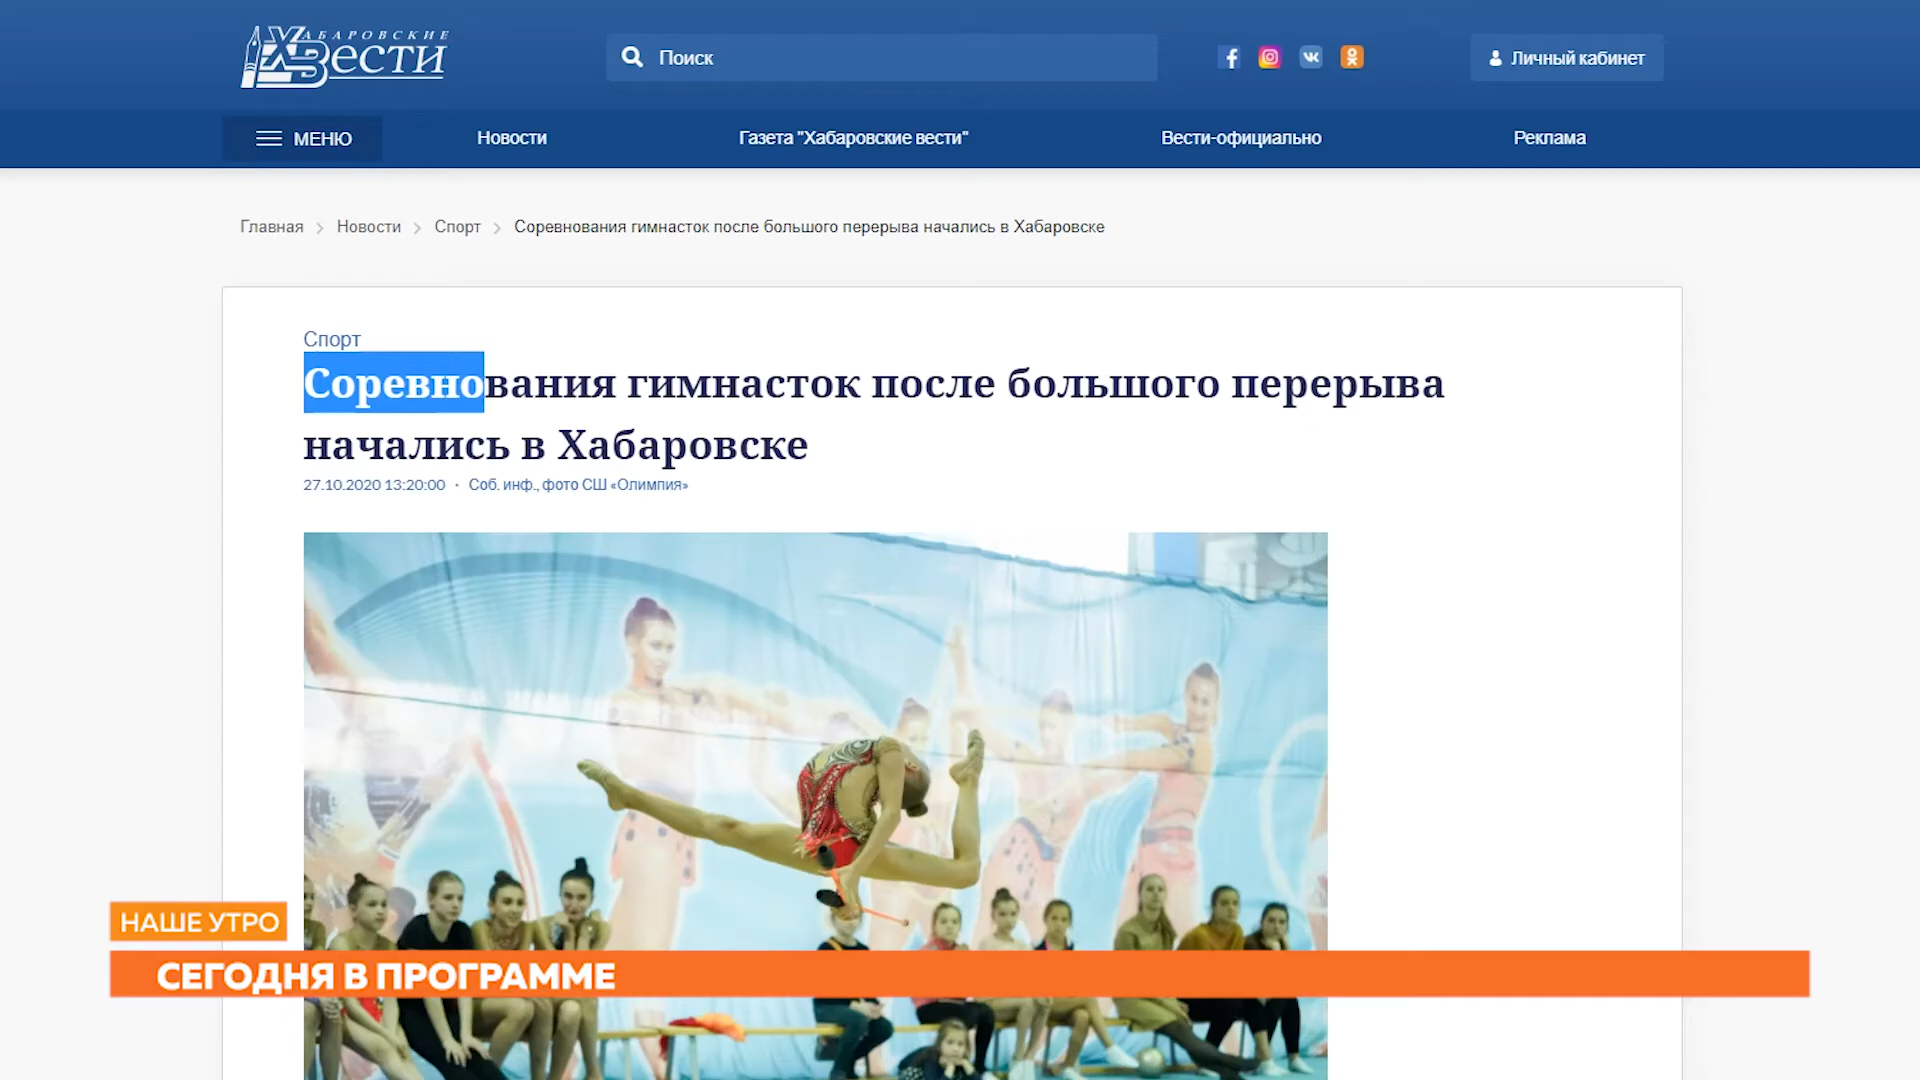 ХАБАРОВСКИЕ
ВЕСТИ
Поиск
Личный кабинет
МЕНЮ
Новости
Газета "Хабаровские вести"
Вести-официально
Реклама
Главная
Новости
Спорт
Соревнования гимнасток после большого перерыва начались в Хабаровске
Спорт
Соревнования гимнасток после большого перерыва
начались в Хабаровске
27.10.2020 13:20:00 · Соб. инф., фото СШ «Олимпия»
НАШЕ УТРО
СЕГОДНЯ В ПРОГРАММЕ